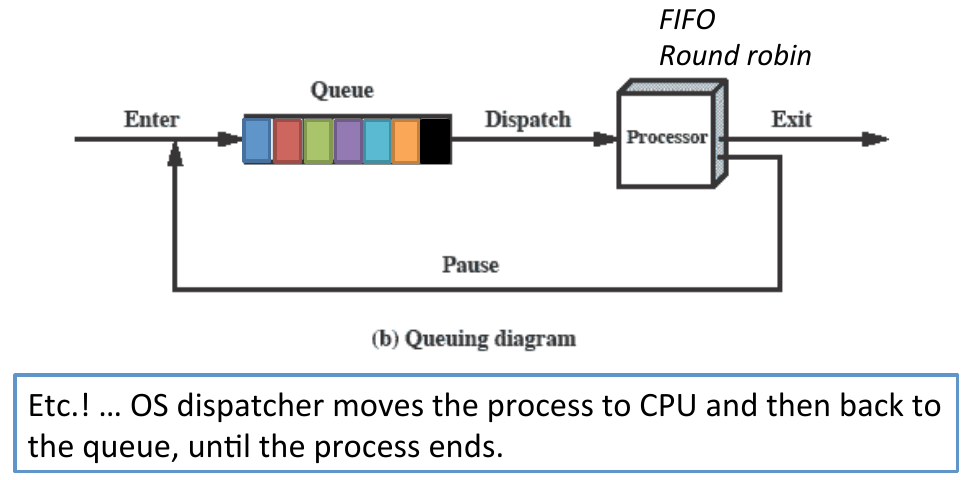 FIFO
Round robin
Queue
Enter
Dispatch
Processor
Exit
Pause
(b) Queuing diagram
Etc.! … OS dispatcher moves the process to CPU and then back to
the queue, until the process ends.